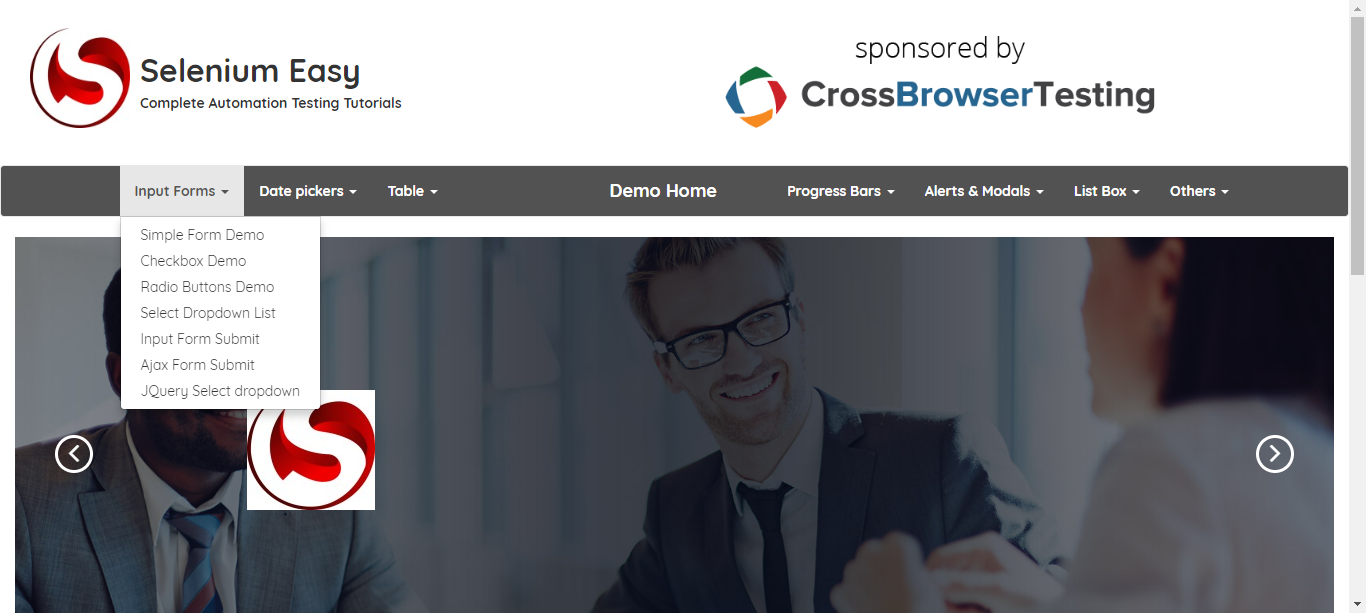 Selenium Easy
Complete Automation Testing Tutorials
sponsored by
CrossBrowserTesting
Input Forms
Date pickers
Table
Demo Home
Progress Bars
Alerts & Modals
List Box
Others
Simple Form Demo
Checkbox Demo
Radio Buttons Demo
Select Dropdown List
Input Form Submit
Ajax Form Submit
JQuery Select dropdown